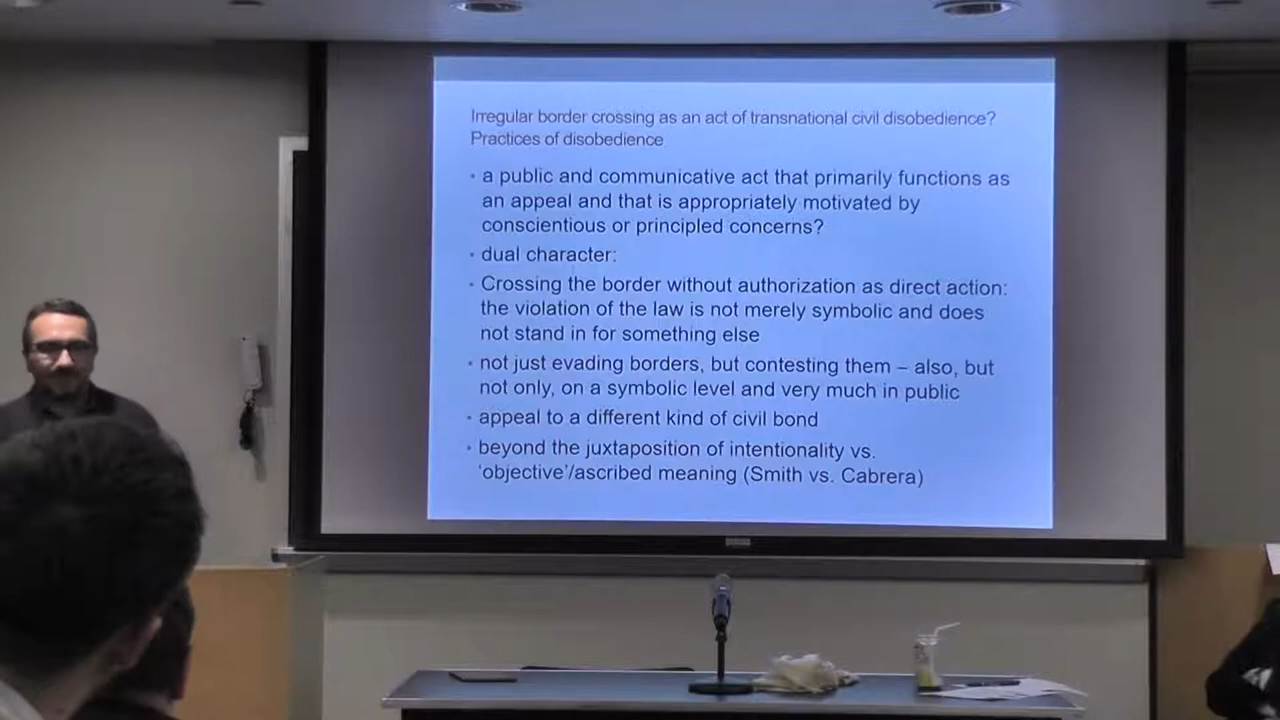 Irregular border crossing as an act of transnational civil disobedience?
Practices of disobedience
• a public and communicative act that primarily functions as
an appeal and that is appropriately motivated by
conscientious or principled concerns?
• dual character:
• Crossing the border without authorization as direct action:
the violation of the law is not merely symbolic and does
not stand in for something else
• not just evading borders, but contesting them – also, but
not only, on a symbolic level and very much in public
• appeal to a different kind of civil bond
• beyond the juxtaposition of intentionality vs.
‘objective’/ascribed meaning (Smith vs. Cabrera)